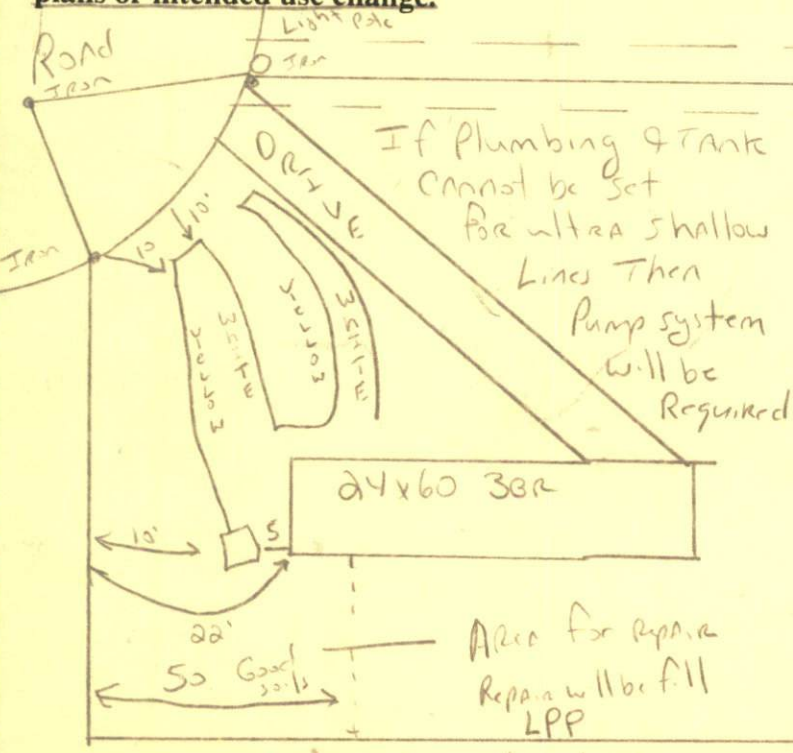 plans or intended use change.
Light Pole
Road
Iron
O Iron
DRIVE
If Plumbing & TANK
Cannot be set
FOR ultRA shallow
Lines Then
Pump system
will be
Required
Iron
10
10'
YELLOW
WHITE
YELLOW
WHITE
24x60 3BR
10'
5
22'
50 Good
soils
Area for Repair
Repair will be fill
LPP